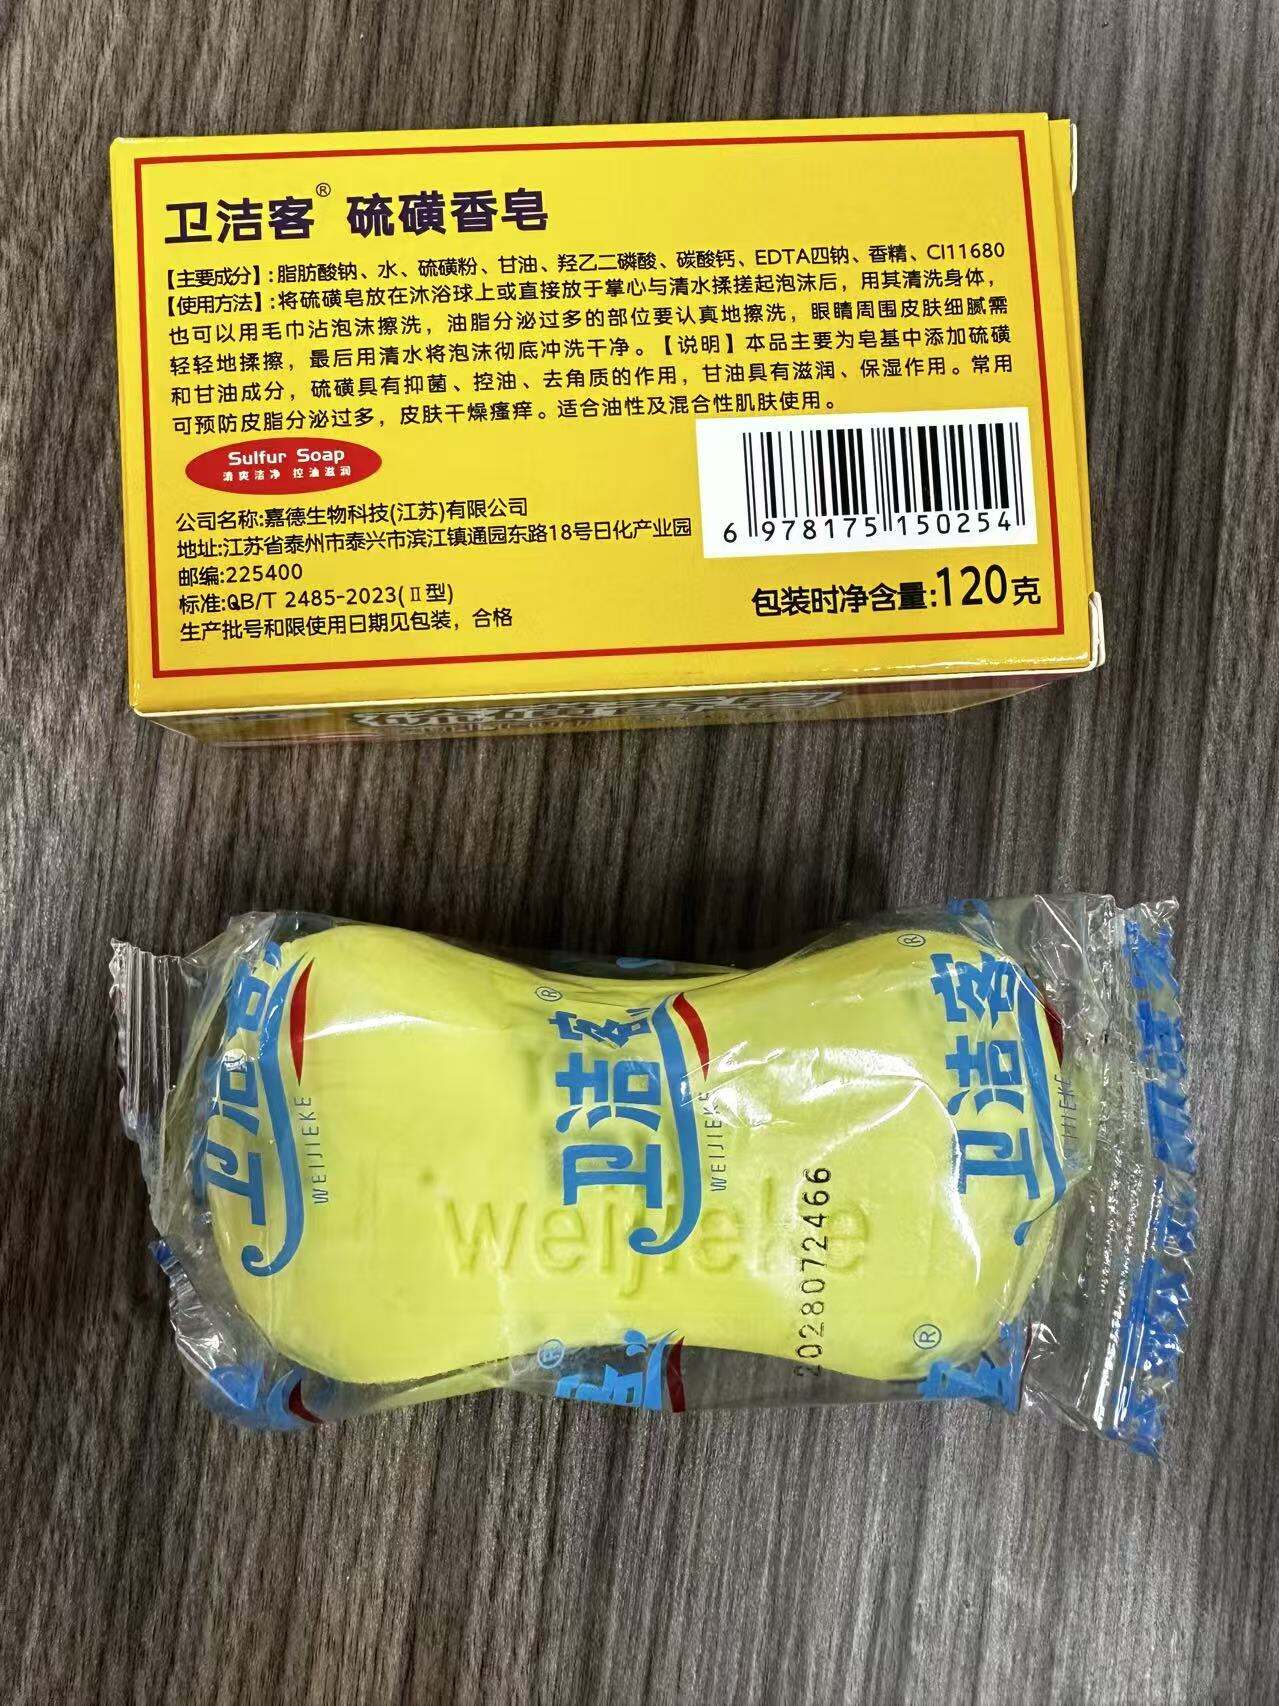 卫洁客® 硫磺香皂
【主要成分】:脂肪酸钠、水、硫磺粉、甘油、羟乙二磷酸、碳酸钙、EDTA四钠、香精、CI11680
【使用方法】:将硫磺皂放在沐浴球上或直接放于掌心与清水揉搓起泡沫后，用其清洗身体，
也可以用毛巾沾泡沫擦洗，油脂分泌过多的部位要认真地擦洗，眼睛周围皮肤细腻需
轻轻地揉擦，最后用清水将泡沫彻底冲洗干净。【说明】本品主要为皂基中添加硫磺
和甘油成分，硫磺具有抑菌、控油、去角质的作用，甘油具有滋润、保湿作用。常用
可预防皮脂分泌过多，皮肤干燥瘙痒。适合油性及混合性肌肤使用。
Sulfur Soap
清爽洁净 控油滋润
公司名称:嘉德生物科技(江苏)有限公司
地址:江苏省泰州市泰兴市滨江镇通园东路18号日化产业园
邮编:225400
标准:QB/T 2485-2023(Ⅱ型)
生产批号和限使用日期见包装，合格
6 978175 150254
包装时净含量:120克
卫洁客
WEIJIEKE
卫洁客®
WEIJIEKE
卫洁客®
IJIEKE
weijieke
2028072466